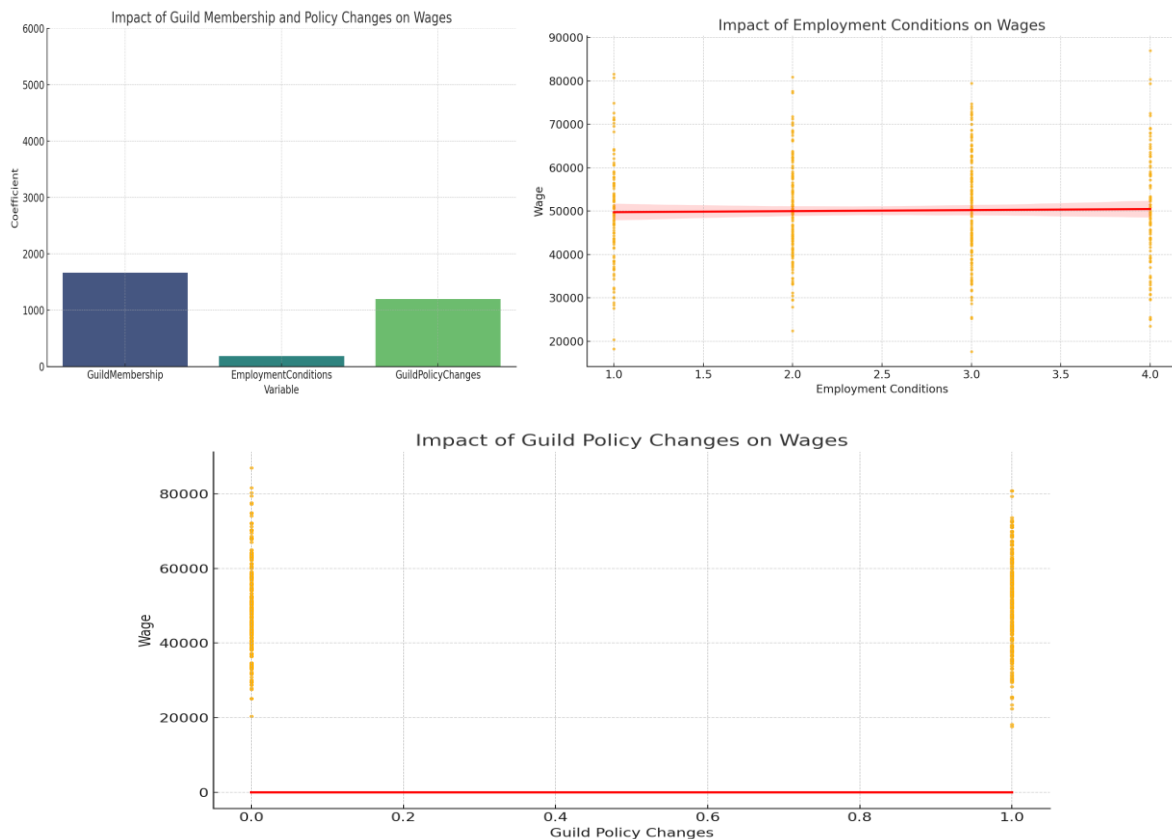 Impact of Guild Membership and Policy Changes on Wages
6000
5000
4000
3000
2000
1000
0
Coefficient
GuildMembership EmploymentConditions GuildPolicyChanges
Variable
Impact of Employment Conditions on Wages
90000
80000
70000
60000
50000
40000
30000
20000
Wage
1.0 1.5 2.0 2.5 3.0 3.5 4.0
Employment Conditions
Impact of Guild Policy Changes on Wages
80000
60000
40000
20000
0
Wage
0.0 0.2 0.4 0.6 0.8 1.0
Guild Policy Changes